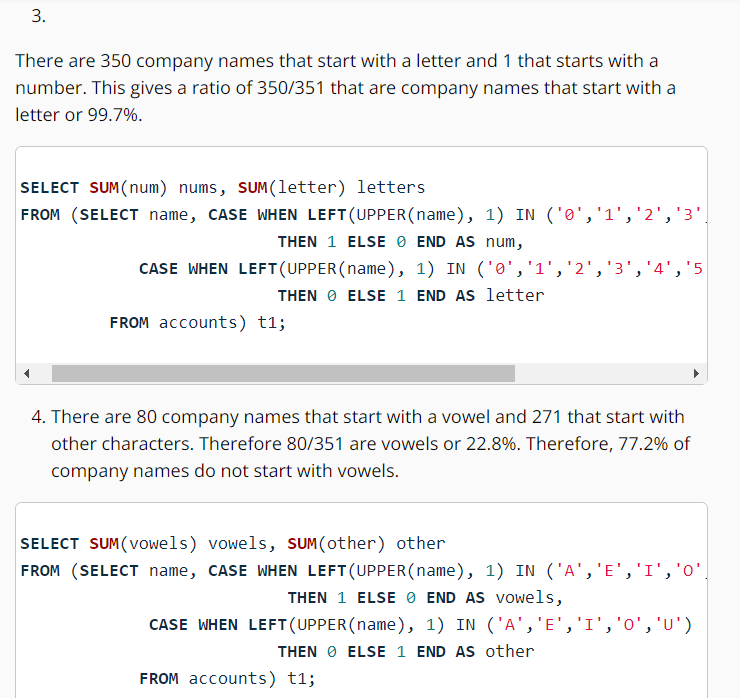 3.
There are 350 company names that start with a letter and 1 that starts with a
number. This gives a ratio of 350/351 that are company names that start with a
letter or 99.7%.
SELECT SUM(num) nums, SUM(letter) letters
FROM (SELECT name, CASE WHEN LEFT(UPPER(name), 1) IN ('0','1','2','3'
THEN 1 ELSE 0 END AS num,
CASE WHEN LEFT(UPPER(name), 1) IN ('0','1','2','3','4','5
THEN 0 ELSE 1 END AS letter
FROM accounts) t1;
4. There are 80 company names that start with a vowel and 271 that start with
other characters. Therefore 80/351 are vowels or 22.8%. Therefore, 77.2% of
company names do not start with vowels.
SELECT SUM(vowels) vowels, SUM(other) other
FROM (SELECT name, CASE WHEN LEFT(UPPER(name), 1) IN ('A','E','I','O'
THEN 1 ELSE 0 END AS vowels,
CASE WHEN LEFT(UPPER(name), 1) IN ('A','E','I','O','U')
THEN 0 ELSE 1 END AS other
FROM accounts) t1;